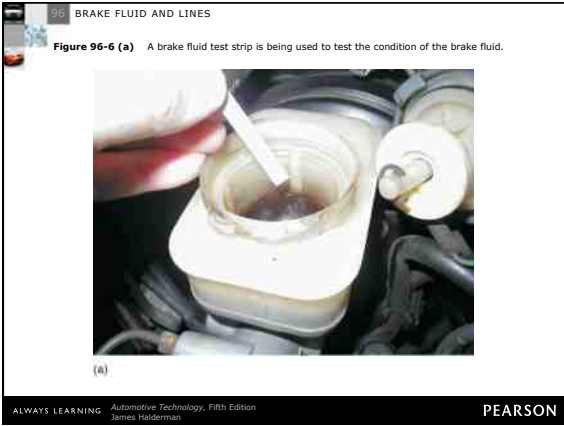 96 BRAKE FLUID AND LINES
Figure 96-6 (a) A brake fluid test strip is being used to test the condition of the brake fluid.
(a)
ALWAYS LEARNING
Automotive Technology, Fifth Edition
James Halderman
PEARSON